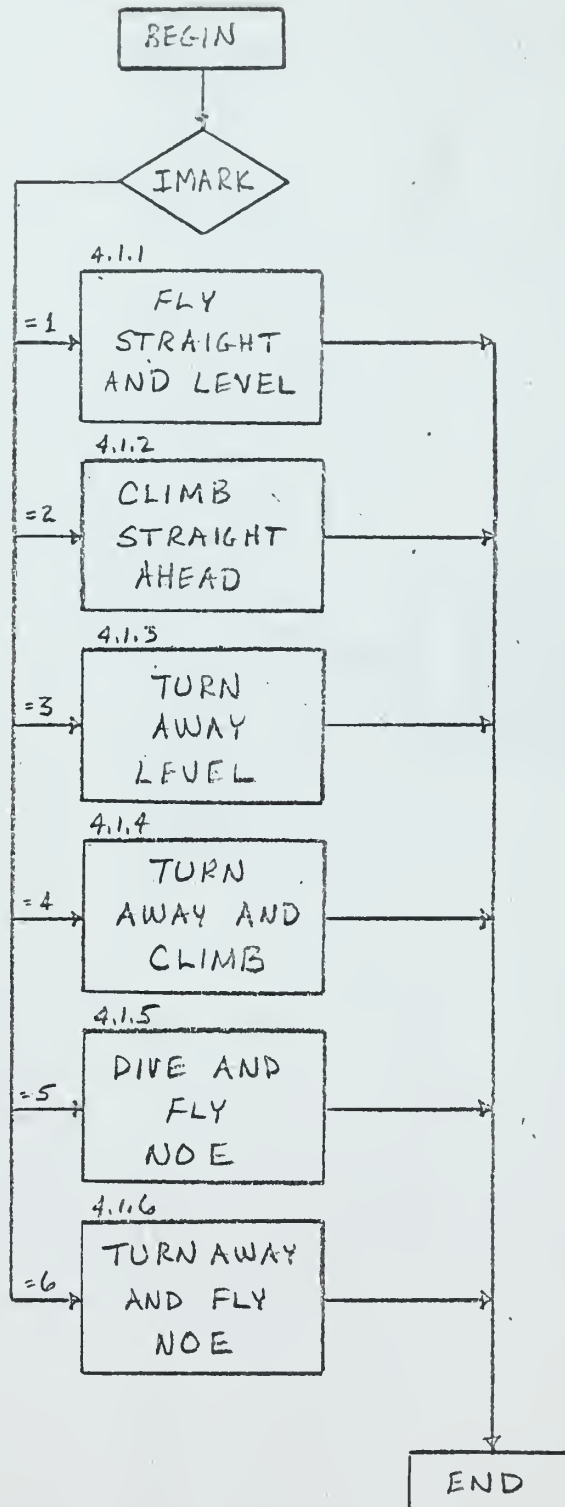 BEGIN
IMARK
4.1.1
=1
FLY
STRAIGHT
AND LEVEL
4.1.2
=2
CLIMB
STRAIGHT
AHEAD
4.1.3
=3
TURN
AWAY
LEVEL
4.1.4
=4
TURN
AWAY AND
CLIMB
4.1.5
=5
DIVE AND
FLY
NOE
4.1.6
=6
TURN AWAY
AND FLY
NOE
END